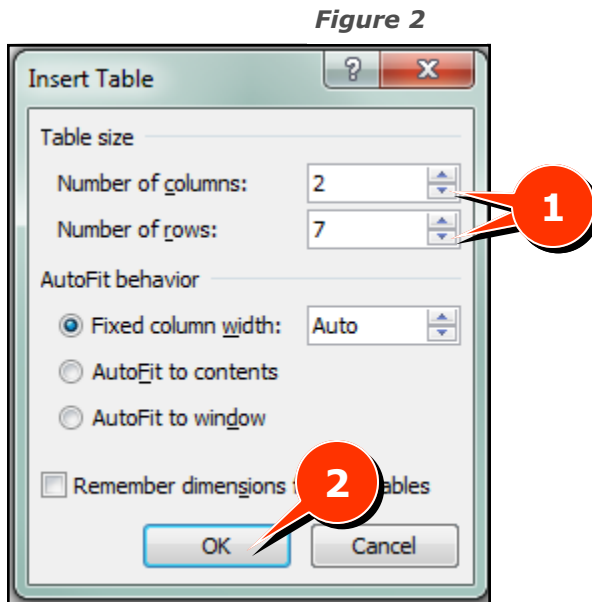 Figure 2
Insert Table
?
X
Table size
Number of columns: 2
1
Number of rows: 7
AutoFit behavior
Fixed column width: Auto
AutoFit to contents
AutoFit to window
Remember dimensions 2
OK Cancel